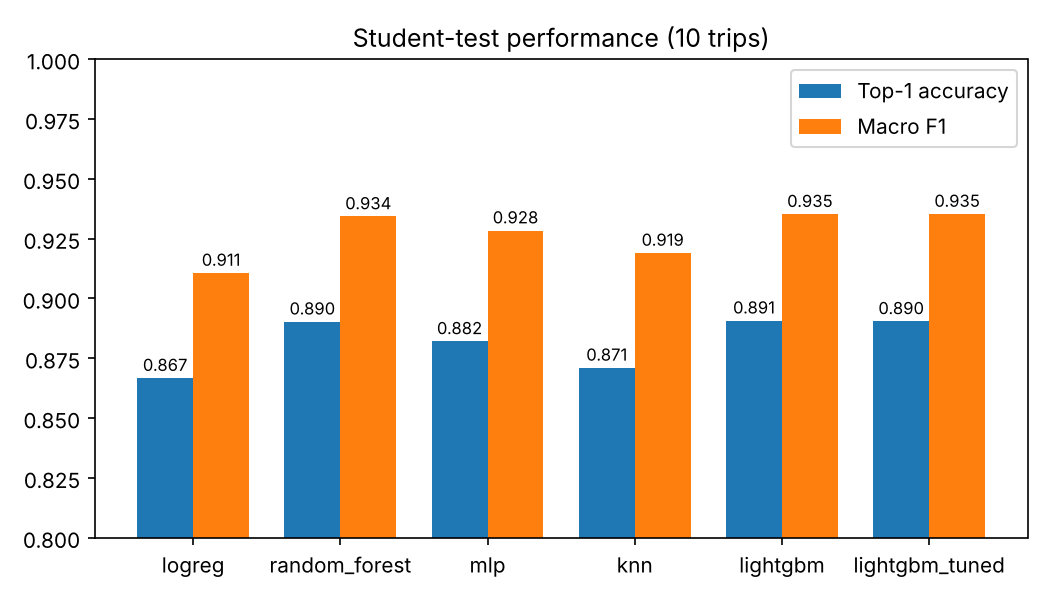 Student-test performance (10 trips)
1.000
0.975
0.950
0.925
0.900
0.875
0.850
0.825
0.800
Top-1 accuracy
Macro F1
0.867
0.911
0.890
0.934
0.882
0.928
0.871
0.919
0.891
0.935
0.890
0.935
logreg
random_forest
mlp
knn
lightgbm
lightgbm_tuned